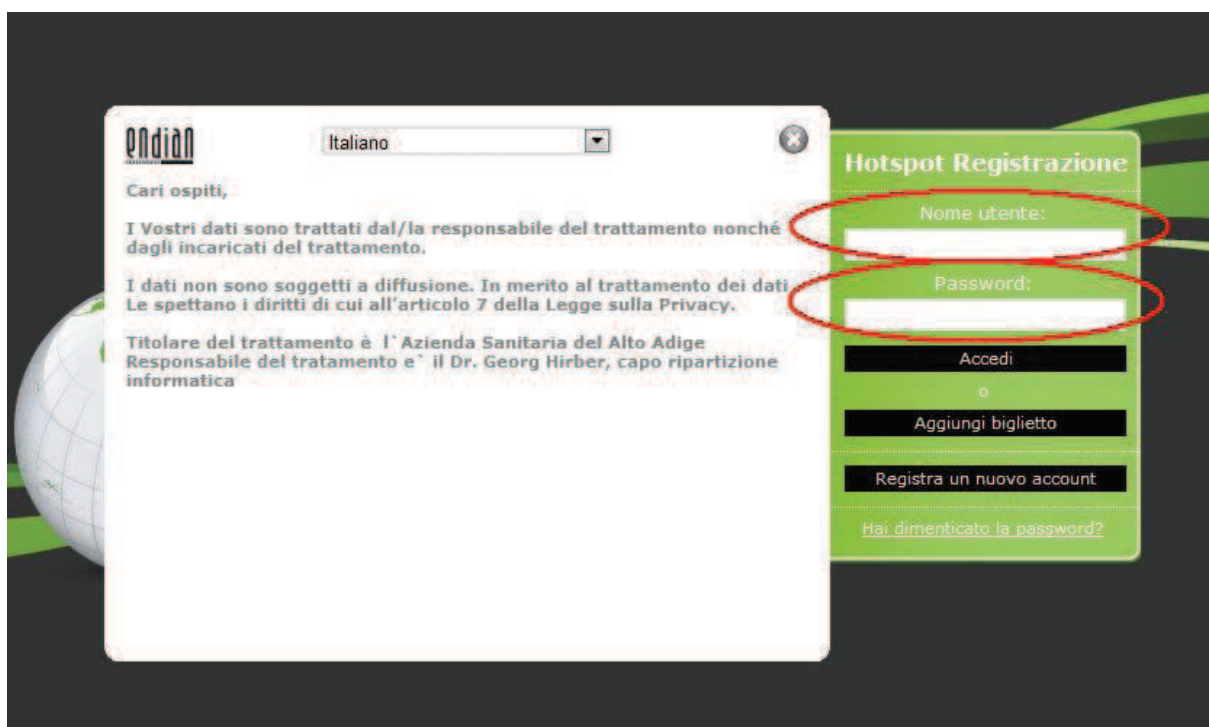 endian
Italiano
Cari ospiti,
I Vostri dati sono trattati dal/la responsabile del trattamento nonché
dagli incaricati del trattamento.
I dati non sono soggetti a diffusione. In merito al trattamento dei dati
Le spettano i diritti di cui all'articolo 7 della Legge sulla Privacy.
Titolare del trattamento è l`Azienda Sanitaria del Alto Adige
Responsabile del tratamento e` il Dr. Georg Hirber, capo ripartizione
informatica
Hotspot Registrazione
Nome utente:
Password:
Accedi
o
Aggiungi biglietto
Registra un nuovo account
Hai dimenticato la password?